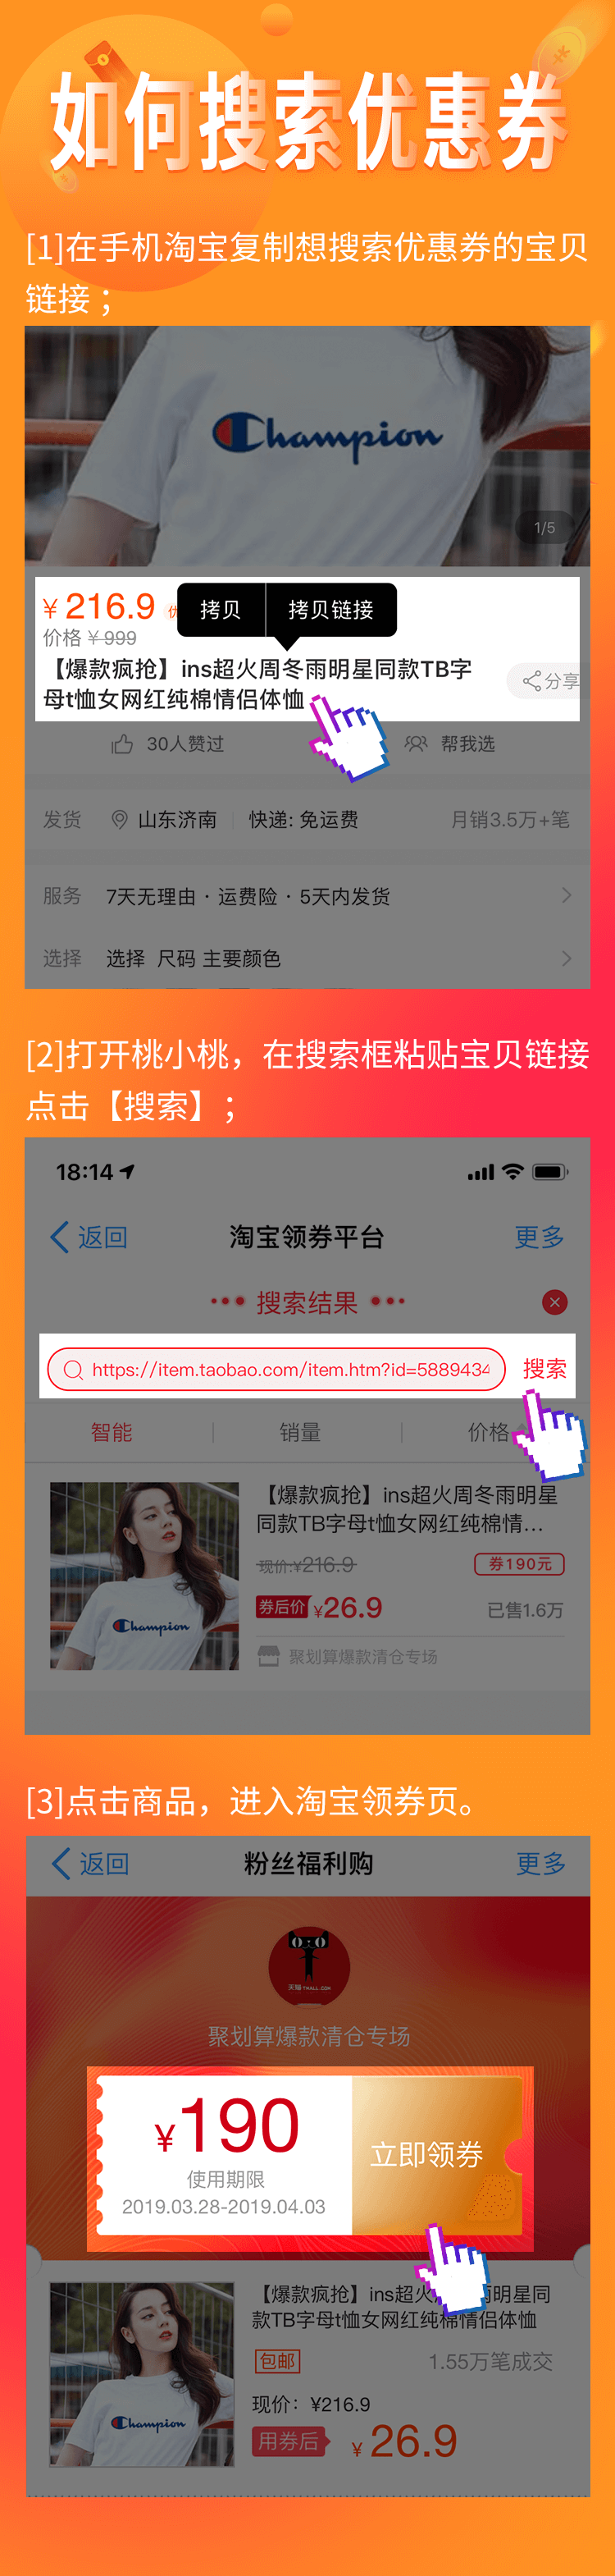 如何搜索优惠券
[1]在手机淘宝复制想搜索优惠券的宝贝
链接；
Champion
1/5
¥ 216.9 优
拷贝 拷贝链接
价格 ¥ 999
【爆款疯抢】ins超火周冬雨明星同款TB字
母t恤女网红纯棉情侣体恤
分享
30人赞过 帮我选
发货 山东济南 快递: 免运费 月销3.5万+笔
服务 7天无理由 · 运费险 · 5天内发货
选择 选择 尺码 主要颜色
[2]打开桃小桃，在搜索框粘贴宝贝链接
点击【搜索】；
18:14
返回 淘宝领券平台 更多
搜索结果
https://item.taobao.com/item.htm?id=5889434 搜索
智能 销量 价格
【爆款疯抢】ins超火周冬雨明星
同款TB字母t恤女网红纯棉情...
现价:¥216.9 券190元
Champion
券后价 ¥26.9 已售1.6万
聚划算爆款清仓专场
[3]点击商品，进入淘宝领券页。
返回 粉丝福利购 更多
天猫 TMALL.COM
聚划算爆款清仓专场
¥190
立即领券
使用期限
2019.03.28-2019.04.03
【爆款疯抢】ins超火 雨明星同
款TB字母t恤女网红纯棉情侣体恤
包邮 1.55万笔成交
现价：¥216.9
Champion
用券后 ¥ 26.9